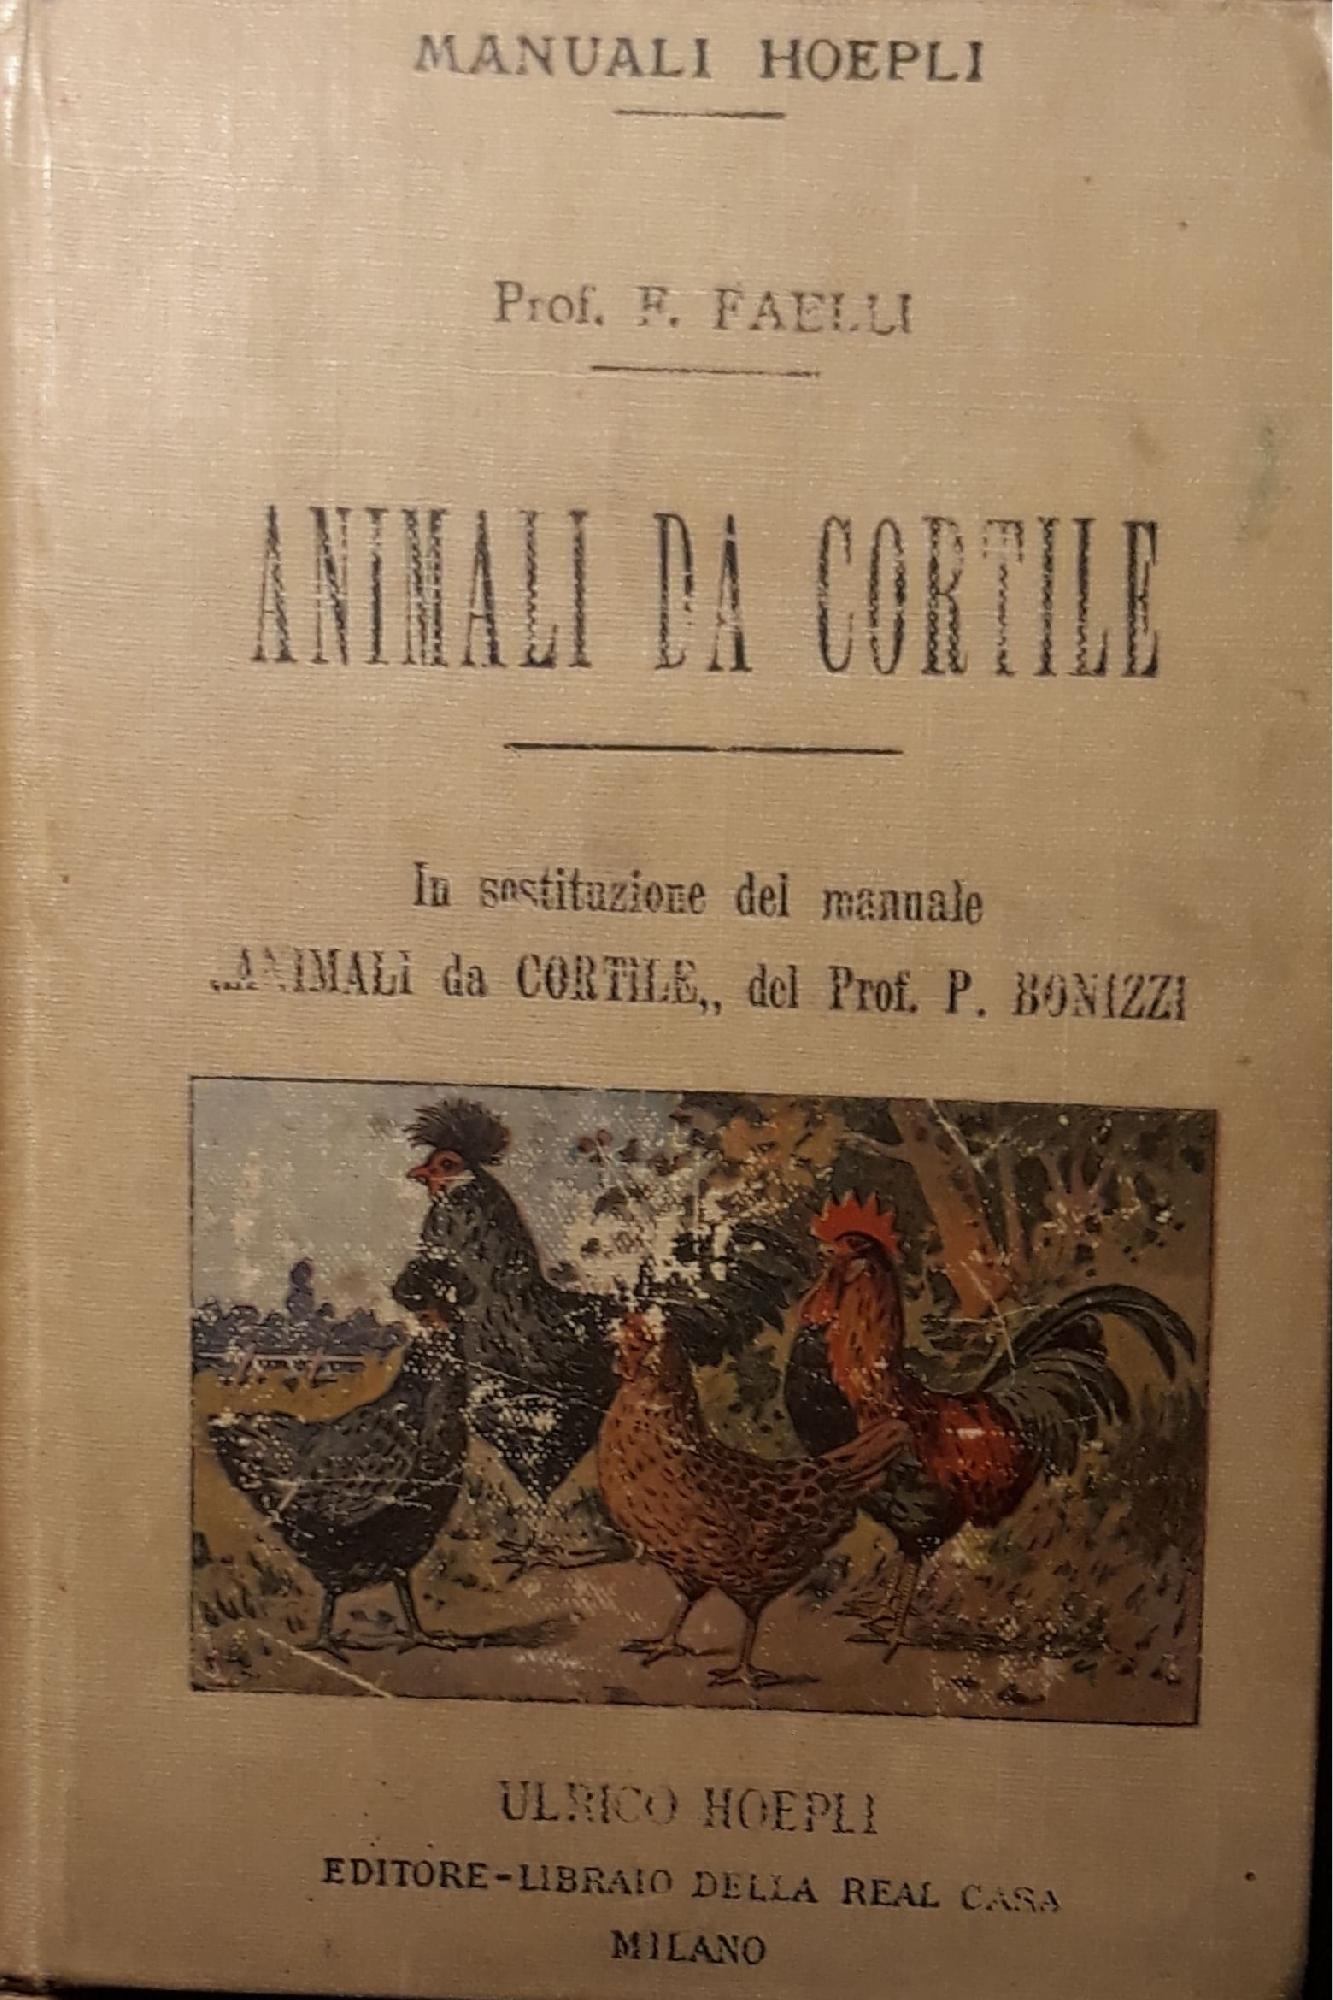 MANUALI HOEPLI
Prof. F. FAELLI
ANIMALI DA CORTILE
In sostituzione del manuale
„ANIMALI da CORTILE„ del Prof. P. BONIZZI
ULRICO HOEPLI
EDITORE-LIBRAIO DELLA REAL CASA
MILANO